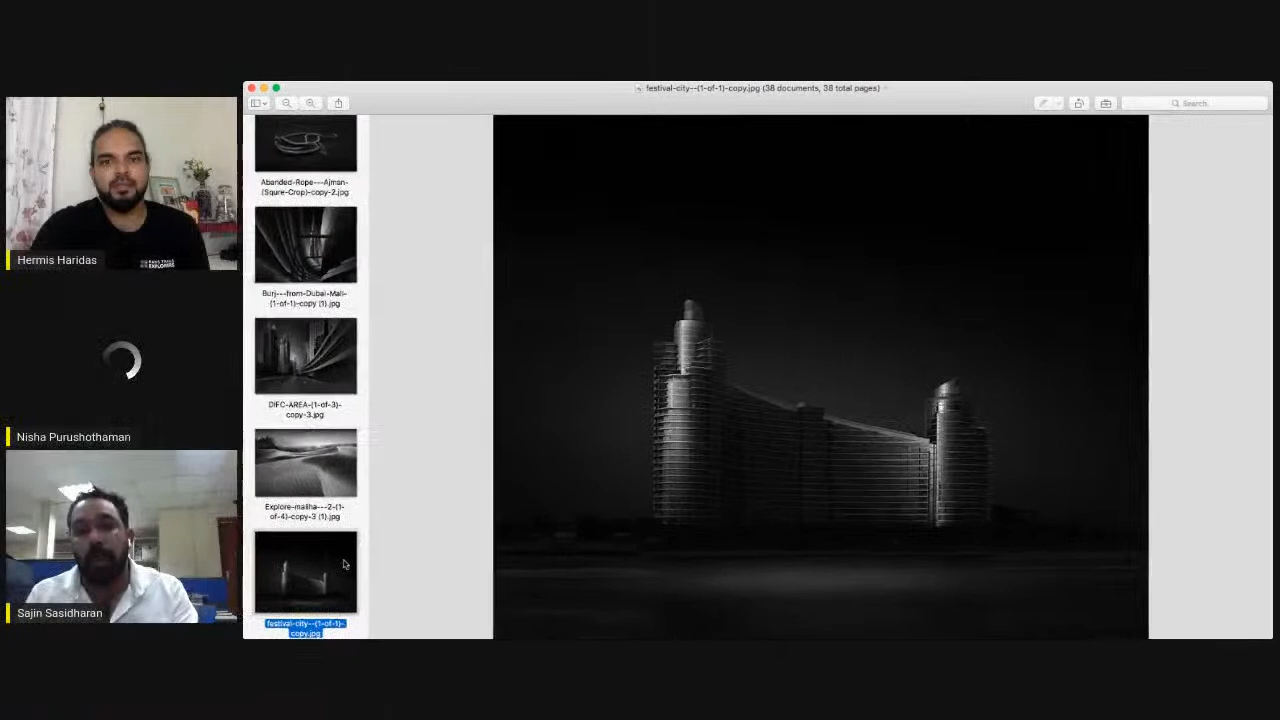 festival-city--(1-of-1)-copy.jpg (38 documents, 38 total pages)
Search
Abanded-Rope---Ajman-
(Squre-Crop)-copy-2.jpg
Burj---from-Dubai-Mall-
(1-of-1)-copy (1).jpg
DIFC-AREA-(1-of-3)-
copy-3.jpg
Explore-maliha---2-(1-
of-4)-copy-3 (1).jpg
festival-city--(1-of-1)-
copy.jpg
Hermis Haridas
EXPLORERS
Nisha Purushothaman
Sajin Sasidharan